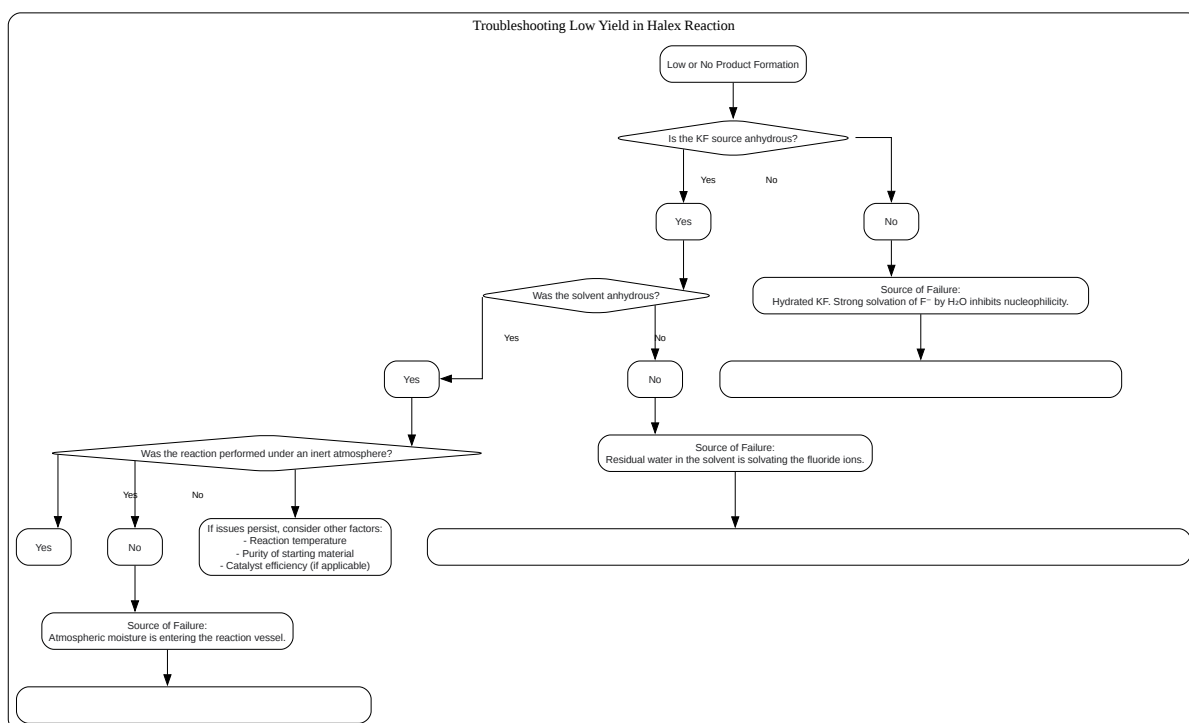 Troubleshooting Low Yield in Halex Reaction
Low or No Product Formation
Is the KF source anhydrous?
Yes
No
Yes
No
Source of Failure:
Hydrated KF. Strong solvation of F⁻ by H₂O inhibits nucleophilicity.
Was the solvent anhydrous?
Yes
No
Yes
No
Source of Failure:
Residual water in the solvent is solvating the fluoride ions.
Was the reaction performed under an inert atmosphere?
Yes
No
Yes
No
If issues persist, consider other factors:
- Reaction temperature
- Purity of starting material
- Catalyst efficiency (if applicable)
Source of Failure:
Atmospheric moisture is entering the reaction vessel.